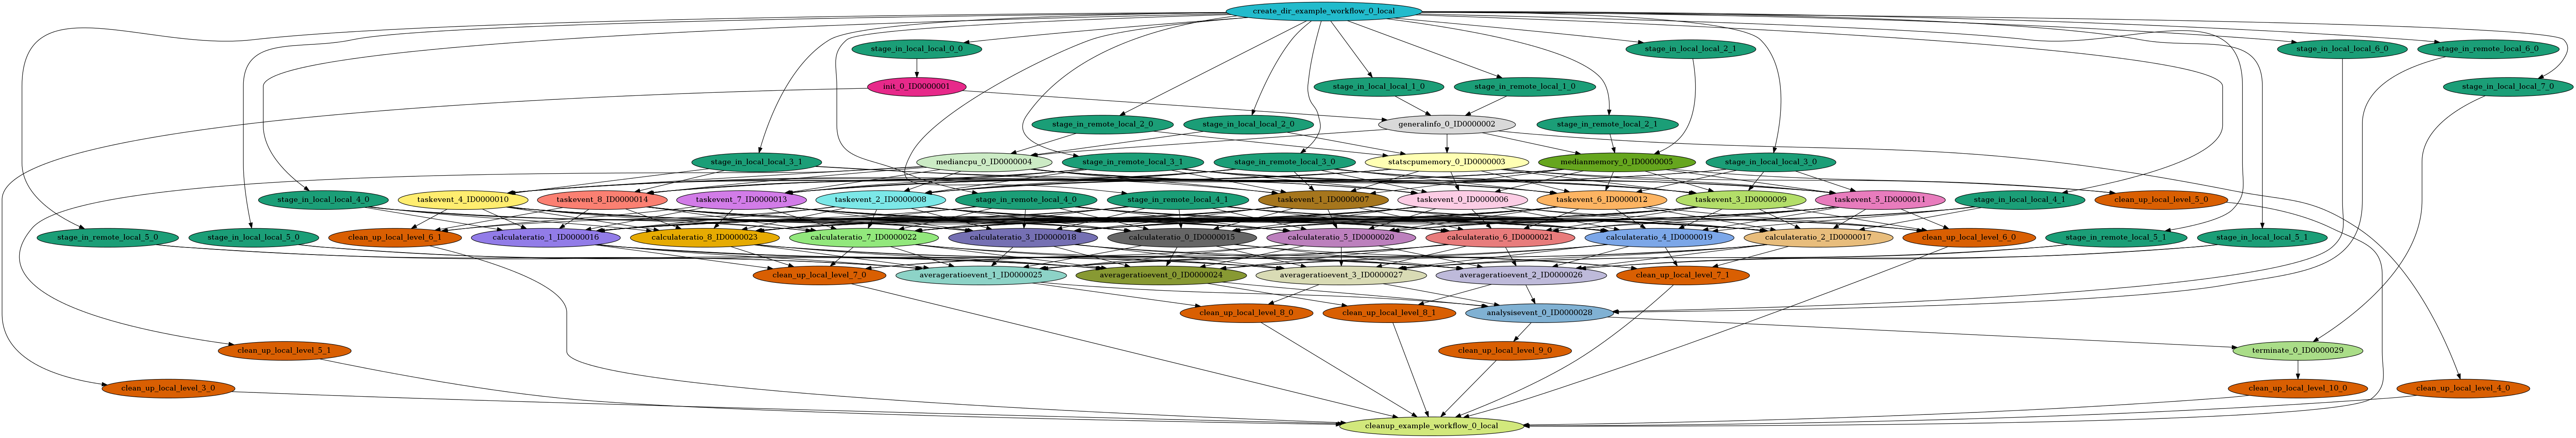 create_dir_example_workflow_0_local
stage_in_local_local_0_0
stage_in_local_local_2_1
stage_in_local_local_6_0
stage_in_remote_local_6_0
init_0_ID0000001
stage_in_local_local_1_0
stage_in_remote_local_1_0
stage_in_local_local_7_0
stage_in_remote_local_2_0
stage_in_local_local_2_0
generalinfo_0_ID0000002
stage_in_remote_local_2_1
stage_in_local_local_3_1
mediancpu_0_ID0000004
stage_in_remote_local_3_1
stage_in_remote_local_3_0
statscpumemory_0_ID0000003
medianmemory_0_ID0000005
stage_in_local_local_3_0
stage_in_local_local_4_0
taskevent_4_ID0000010
taskevent_8_ID0000014
taskevent_7_ID0000013
taskevent_2_ID0000008
stage_in_remote_local_4_0
stage_in_remote_local_4_1
taskevent_1_ID0000007
taskevent_0_ID0000006
taskevent_6_ID0000012
taskevent_3_ID0000009
taskevent_5_ID0000011
stage_in_local_local_4_1
clean_up_local_level_5_0
stage_in_remote_local_5_0
stage_in_local_local_5_0
clean_up_local_level_6_1
calculateratio_1_ID0000016
calculateratio_8_ID0000023
calculateratio_7_ID0000022
calculateratio_3_ID0000018
calculateratio_0_ID0000015
calculateratio_5_ID0000020
calculateratio_6_ID0000021
calculateratio_4_ID0000019
calculateratio_2_ID0000017
clean_up_local_level_6_0
stage_in_remote_local_5_1
stage_in_local_local_5_1
clean_up_local_level_7_0
averageratioevent_1_ID0000025
averageratioevent_0_ID0000024
averageratioevent_3_ID0000027
averageratioevent_2_ID0000026
clean_up_local_level_7_1
clean_up_local_level_8_0
clean_up_local_level_8_1
analysisevent_0_ID0000028
clean_up_local_level_5_1
clean_up_local_level_9_0
terminate_0_ID0000029
clean_up_local_level_3_0
clean_up_local_level_10_0
clean_up_local_level_4_0
cleanup_example_workflow_0_local